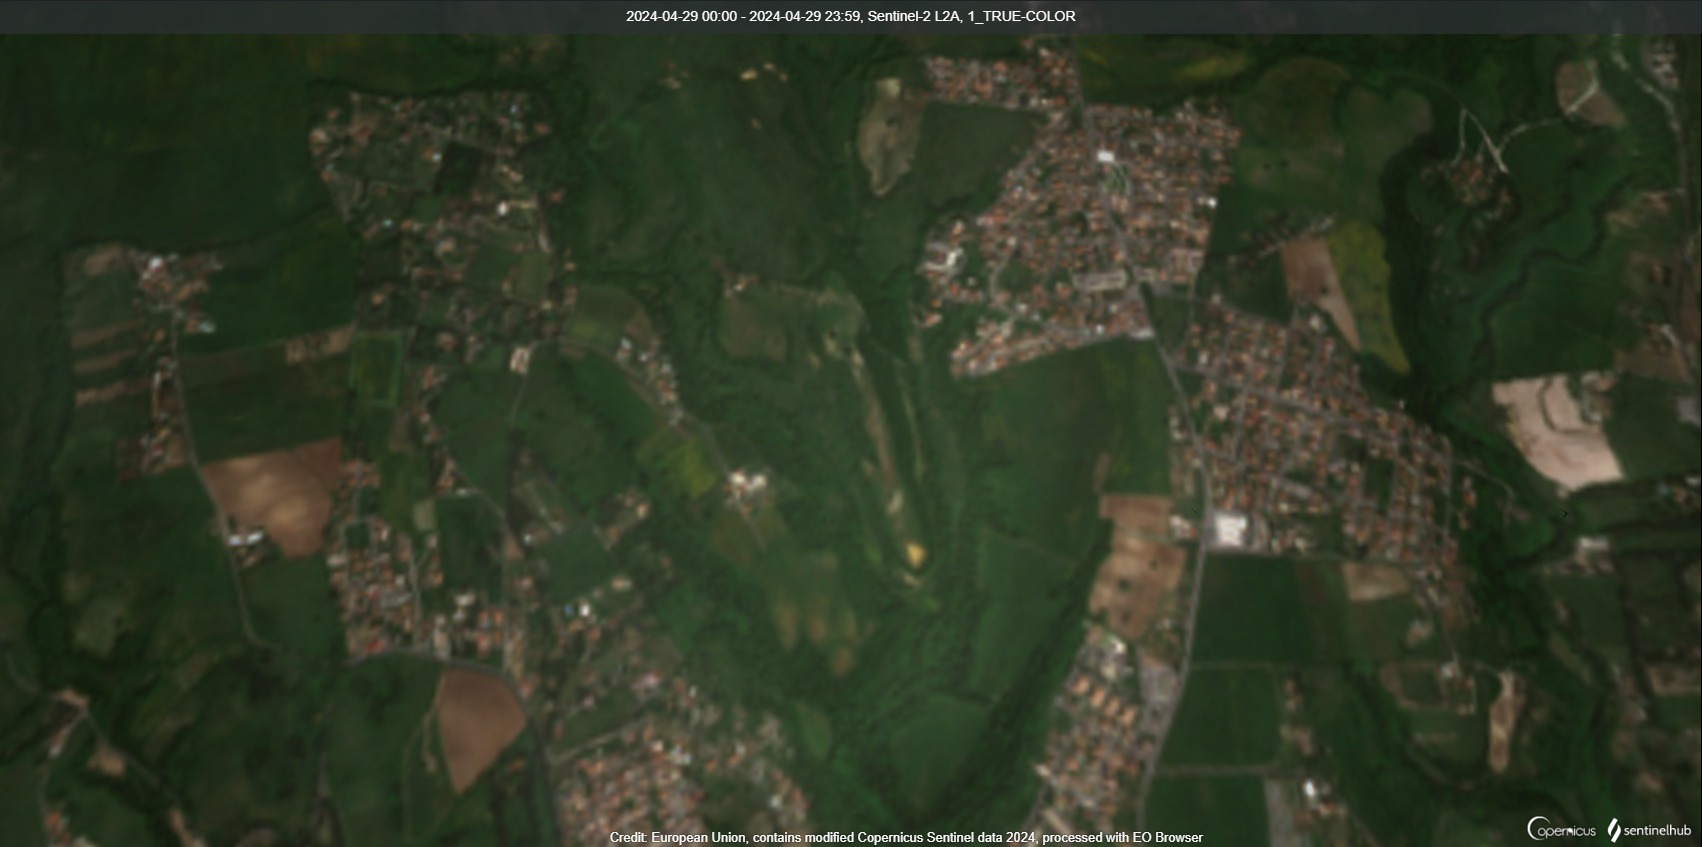 2024-04-29 00:00 - 2024-04-29 23:59, Sentinel-2 L2A, 1_TRUE-COLOR
Credit: European Union, contains modified Copernicus Sentinel data 2024, processed with EO Browser
opernicus sentinelhub